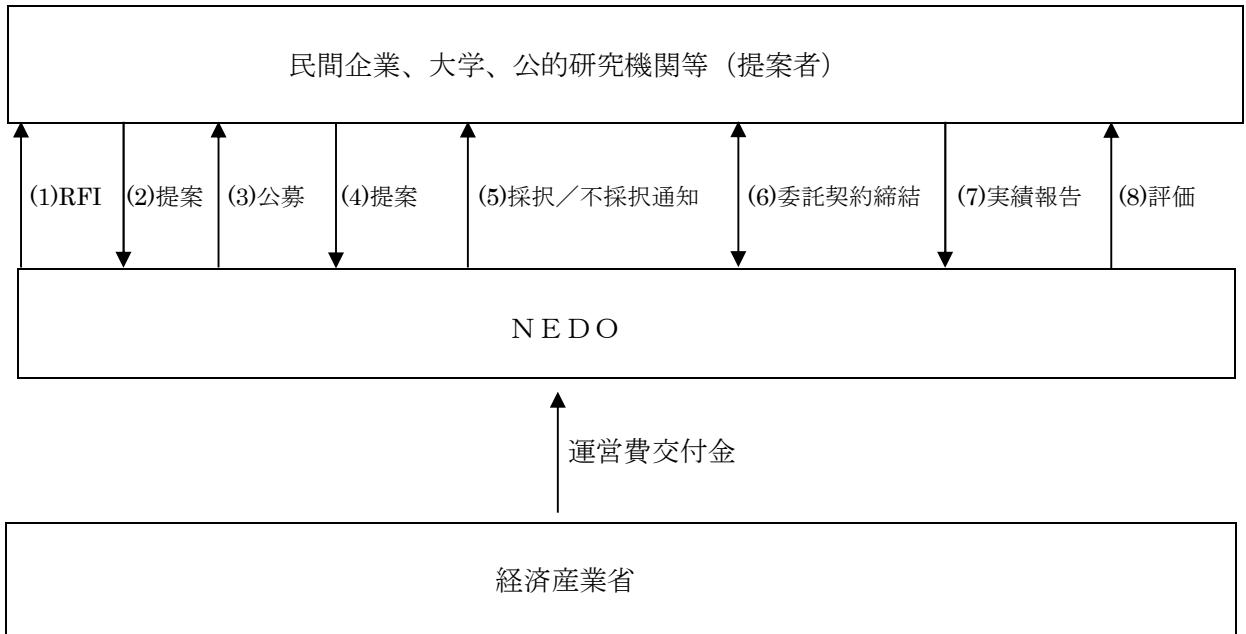 民間企業、大学、公的研究機関等（提案者）
(1)RFI (2)提案 (3)公募 (4)提案 (5)採択／不採択通知 (6)委託契約締結 (7)実績報告 (8)評価
ＮＥＤＯ
運営費交付金
経済産業省